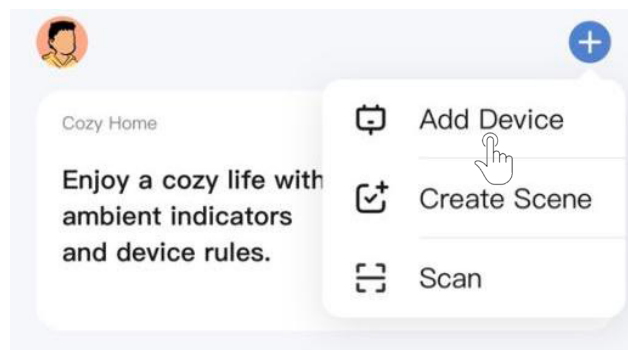 Cozy Home
Enjoy a cozy life with
ambient indicators
and device rules.
Add Device
Create Scene
Scan